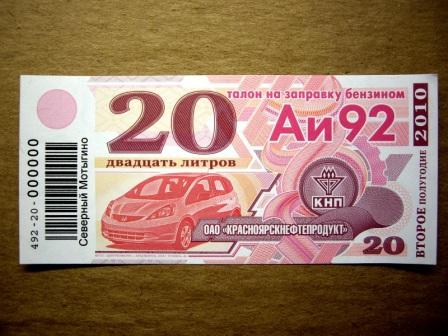 492-20-000000
Северный Мотыгино
20
двадцать литров
талон на заправку бензином
Аи92
КНП
ОАО «КРАСНОЯРСКНЕФТЕПРОДУКТ»
20
ВТОРОЕ ПОЛУГОДИЕ 2010